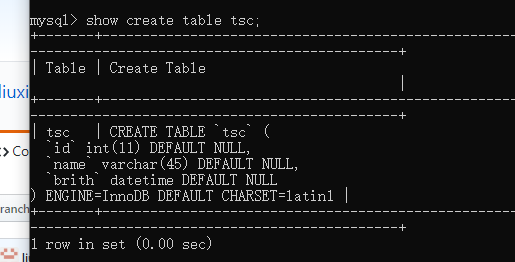 mysql> show create table tsc;
+-------+------------------------------------------------------------
-----------------------------------------------+
| Table | Create Table
|
+-------+------------------------------------------------------------
-----------------------------------------------+
| tsc   | CREATE TABLE `tsc` (
  `id` int(11) DEFAULT NULL,
  `name` varchar(45) DEFAULT NULL,
  `brith` datetime DEFAULT NULL
) ENGINE=InnoDB DEFAULT CHARSET=latin1 |
+-------+------------------------------------------------------------
-----------------------------------------------+
1 row in set (0.00 sec)
liuxi
Co
ranch